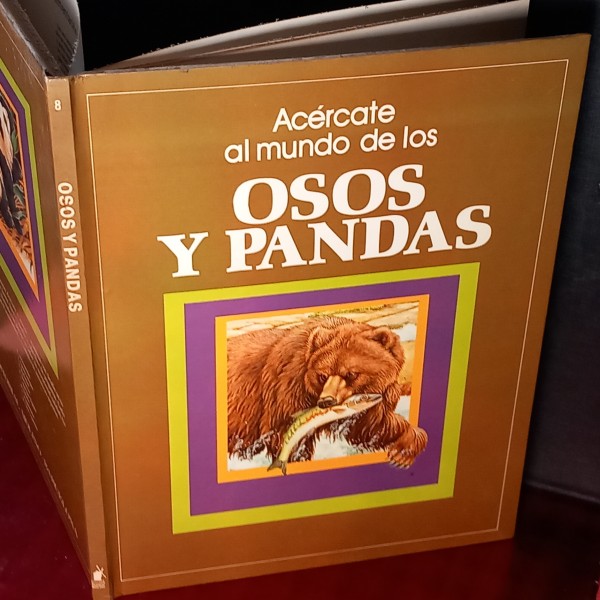 Acércate
al mundo de los
OSOS
Y PANDAS
8
OSOS Y PANDAS